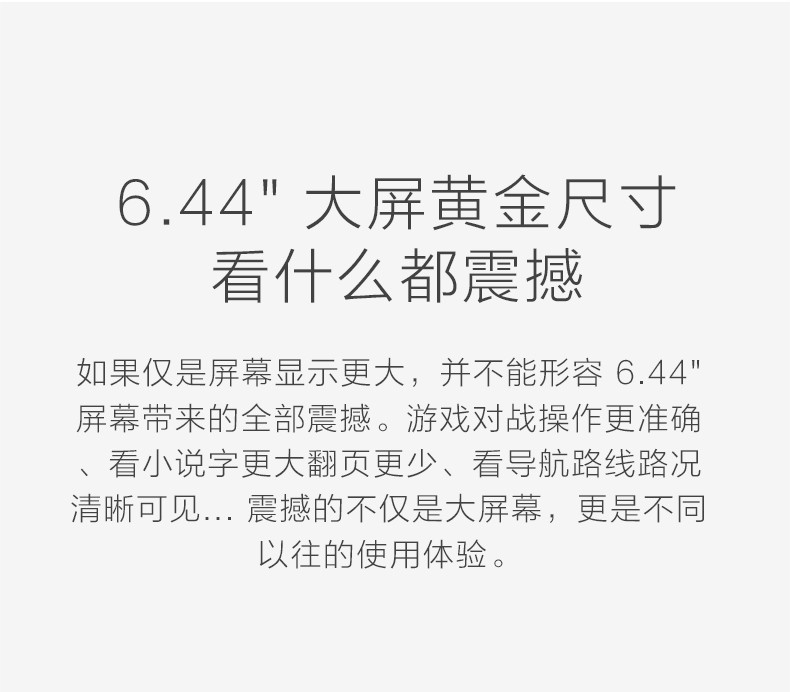 6.44" 大屏黄金尺寸
看什么都震撼
如果仅是屏幕显示更大，并不能形容 6.44"
屏幕带来的全部震撼。游戏对战操作更准确
、看小说字更大翻页更少、看导航路线路况
清晰可见... 震撼的不仅是大屏幕，更是不同
以往的使用体验。